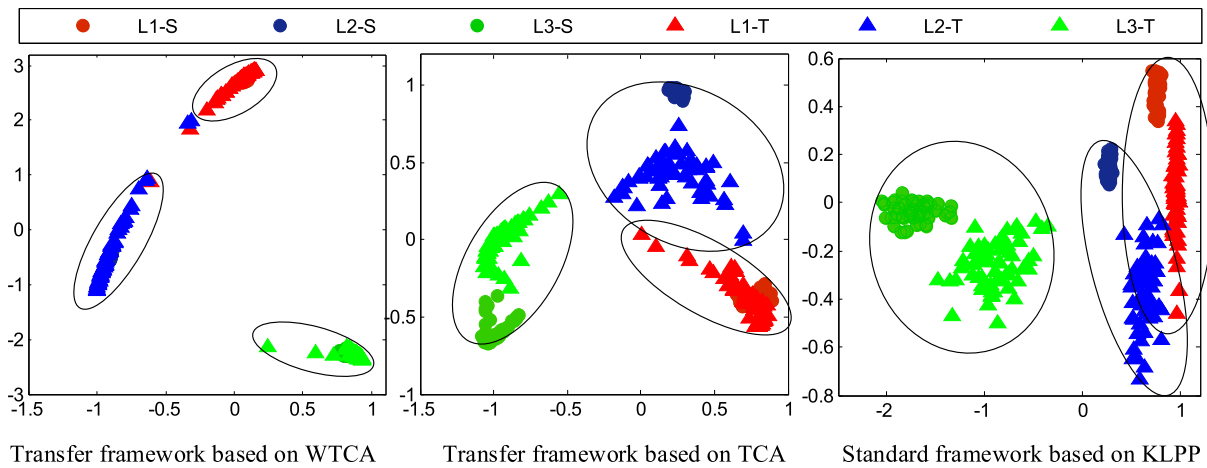 L1-S L2-S L3-S L1-T L2-T L3-T
3
2
1
0
-1
-2
-3
-1.5 -1 -0.5 0 0.5 1
1
0.5
0
-0.5
-1
-1 -0.5 0 0.5 1
0.6
0.4
0.2
0
-0.2
-0.4
-0.6
-0.8
-2 -1 0 1
Transfer framework based on WTCA
Transfer framework based on TCA
Standard framework based on KLPP